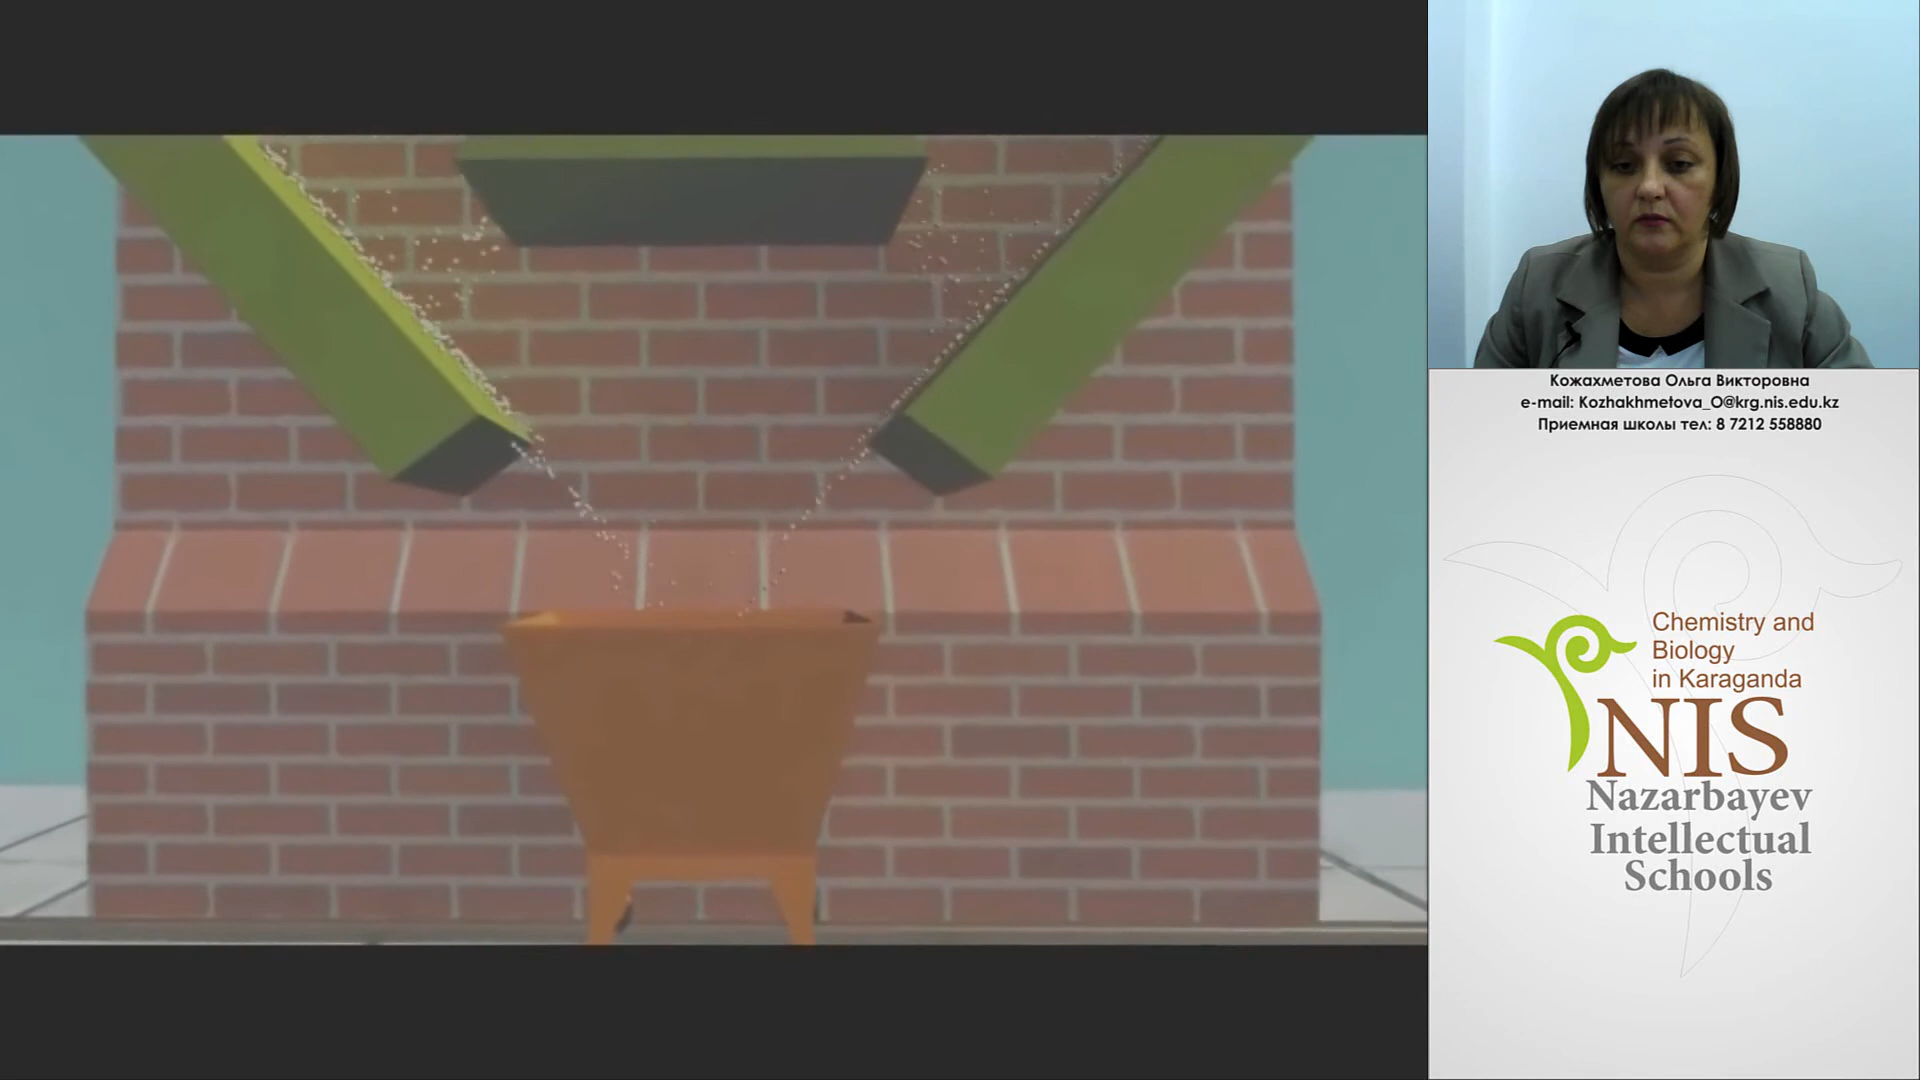 Кожахметова Ольга Викторовна
e-mail: Kozhakhmetova_O@krg.nis.edu.kz
Приемная школы тел: 8 7212 558880
Chemistry and
Biology
in Karaganda
NIS
Nazarbayev
Intellectual
Schools